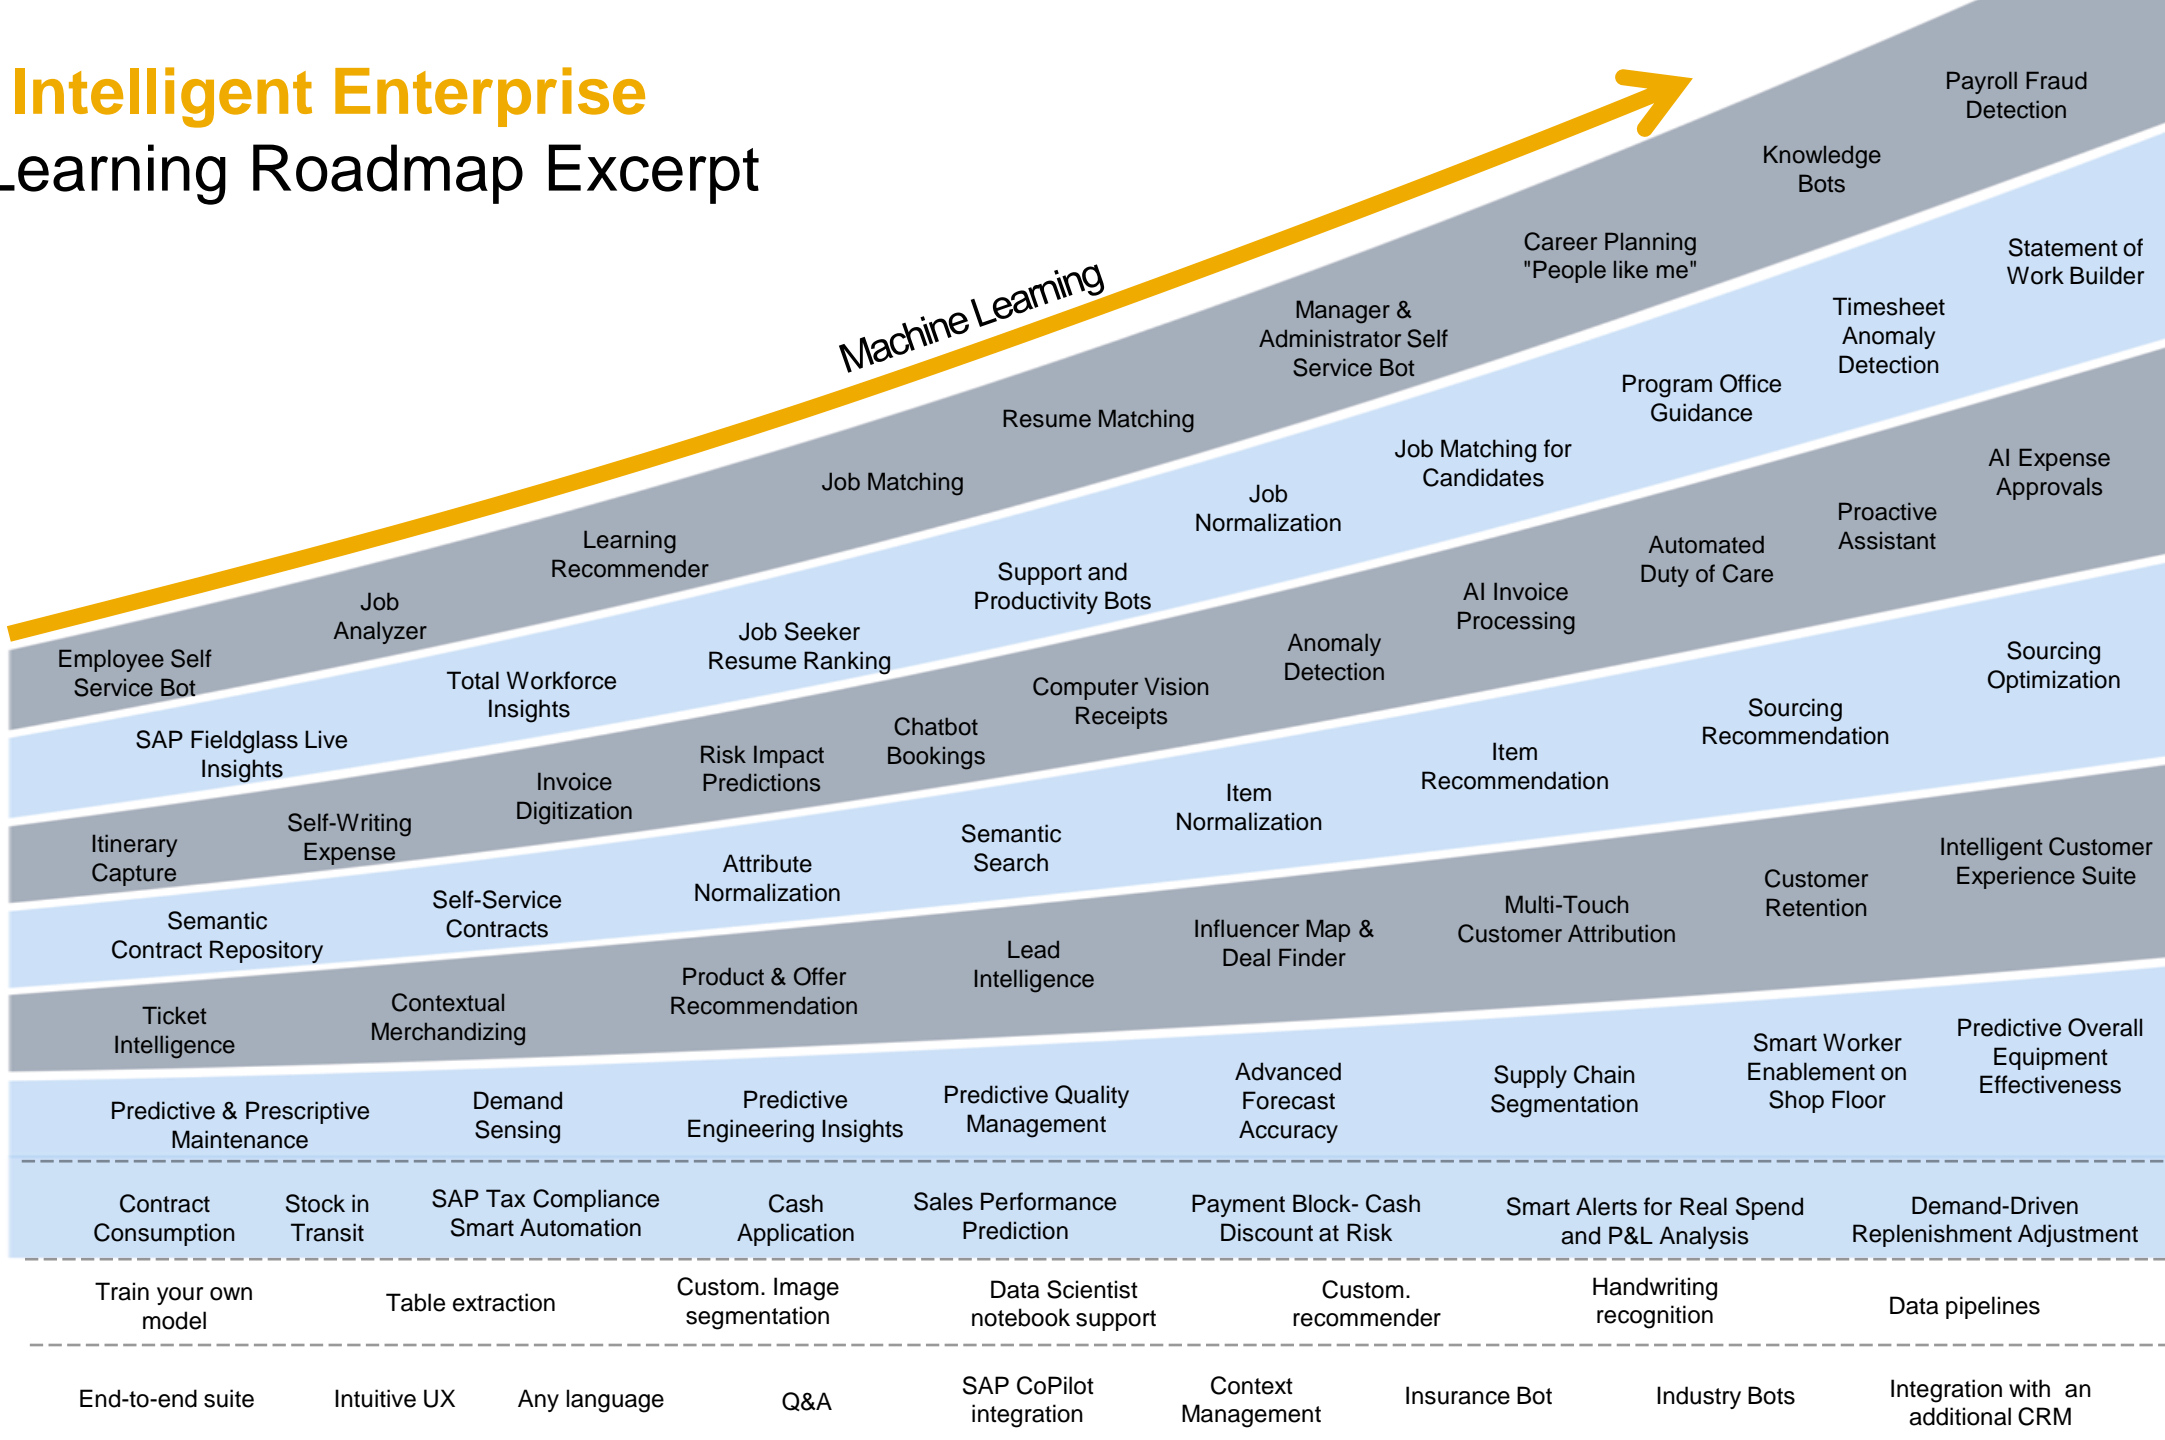 Intelligent Enterprise
Learning Roadmap Excerpt
Machine Learning
Employee Self
Service Bot
Job
Analyzer
Learning
Recommender
Job Matching
Resume Matching
Manager &
Administrator Self
Service Bot
Career Planning
"People like me"
Knowledge
Bots
Payroll Fraud
Detection
SAP Fieldglass Live
Insights
Total Workforce
Insights
Job Seeker
Resume Ranking
Support and
Productivity Bots
Job
Normalization
Job Matching for
Candidates
Program Office
Guidance
Timesheet
Anomaly
Detection
Statement of
Work Builder
Itinerary
Capture
Self-Writing
Expense
Invoice
Digitization
Risk Impact
Predictions
Chatbot
Bookings
Computer Vision
Receipts
Anomaly
Detection
AI Invoice
Processing
Automated
Duty of Care
Proactive
Assistant
AI Expense
Approvals
Semantic
Contract Repository
Self-Service
Contracts
Attribute
Normalization
Semantic
Search
Item
Normalization
Item
Recommendation
Sourcing
Recommendation
Sourcing
Optimization
Ticket
Intelligence
Contextual
Merchandizing
Product & Offer
Recommendation
Lead
Intelligence
Influencer Map &
Deal Finder
Multi-Touch
Customer Attribution
Customer
Retention
Intelligent Customer
Experience Suite
Predictive & Prescriptive
Maintenance
Demand
Sensing
Predictive
Engineering Insights
Predictive Quality
Management
Advanced
Forecast
Accuracy
Supply Chain
Segmentation
Smart Worker
Enablement on
Shop Floor
Predictive Overall
Equipment
Effectiveness
Contract
Consumption
Stock in
Transit
SAP Tax Compliance
Smart Automation
Cash
Application
Sales Performance
Prediction
Payment Block- Cash
Discount at Risk
Smart Alerts for Real Spend
and P&L Analysis
Demand-Driven
Replenishment Adjustment
Train your own
model
Table extraction
Custom. Image
segmentation
Data Scientist
notebook support
Custom.
recommender
Handwriting
recognition
Data pipelines
End-to-end suite
Intuitive UX
Any language
Q&A
SAP CoPilot
integration
Context
Management
Insurance Bot
Industry Bots
Integration with an
additional CRM